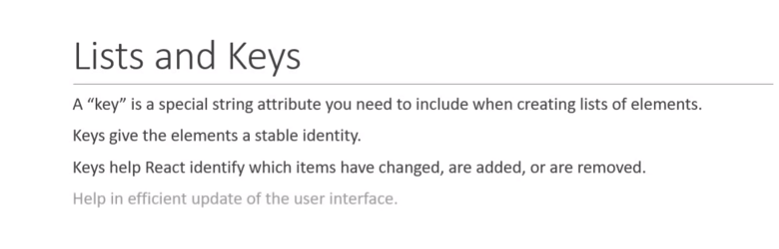 Lists and Keys
A “key” is a special string attribute you need to include when creating lists of elements.
Keys give the elements a stable identity.
Keys help React identify which items have changed, are added, or are removed.
Help in efficient update of the user interface.